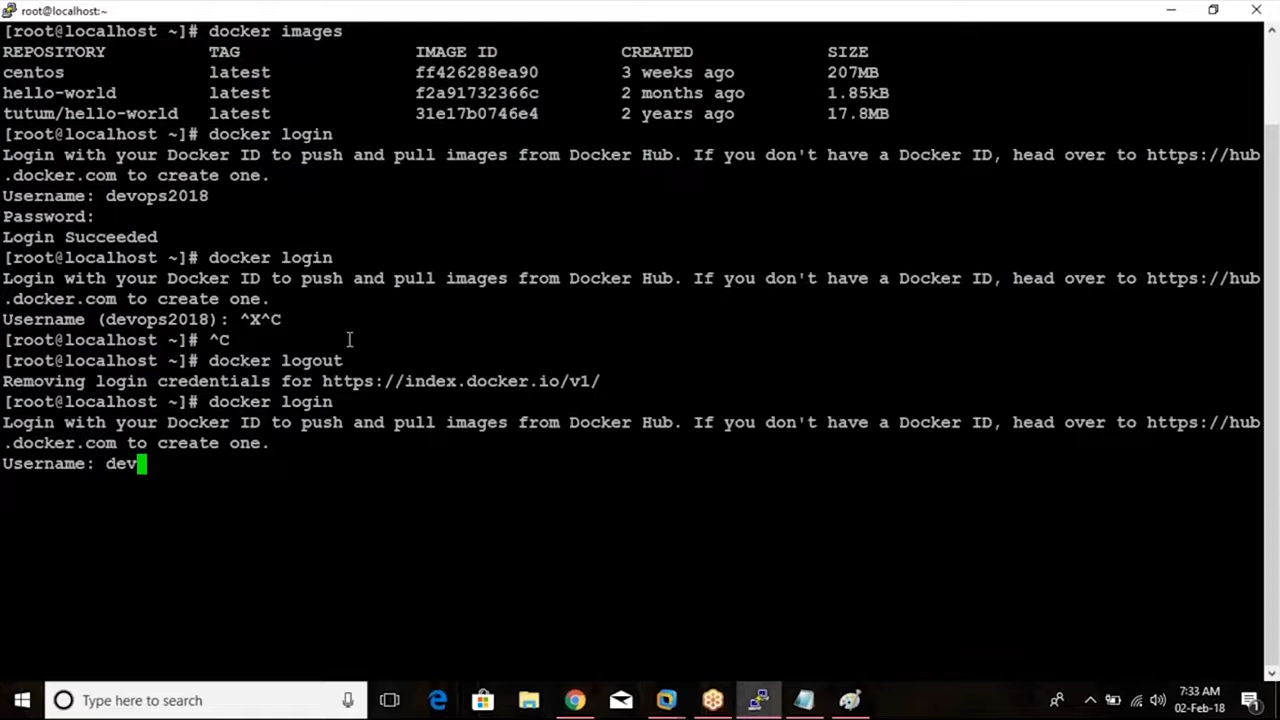 root@localhost:~
[root@localhost ~]# docker images
REPOSITORY TAG IMAGE ID CREATED SIZE
centos latest ff426288ea90 3 weeks ago 207MB
hello-world latest f2a91732366c 2 months ago 1.85kB
tutum/hello-world latest 31e17b0746e4 2 years ago 17.8MB
[root@localhost ~]# docker login
Login with your Docker ID to push and pull images from Docker Hub. If you don't have a Docker ID, head over to https://hub
.docker.com to create one.
Username: devops2018
Password:
Login Succeeded
[root@localhost ~]# docker login
Login with your Docker ID to push and pull images from Docker Hub. If you don't have a Docker ID, head over to https://hub
.docker.com to create one.
Username (devops2018): ^X^C
[root@localhost ~]# ^C
[root@localhost ~]# docker logout
Removing login credentials for https://index.docker.io/v1/
[root@localhost ~]# docker login
Login with your Docker ID to push and pull images from Docker Hub. If you don't have a Docker ID, head over to https://hub
.docker.com to create one.
Username: dev
Type here to search
7:33 AM
02-Feb-18
1